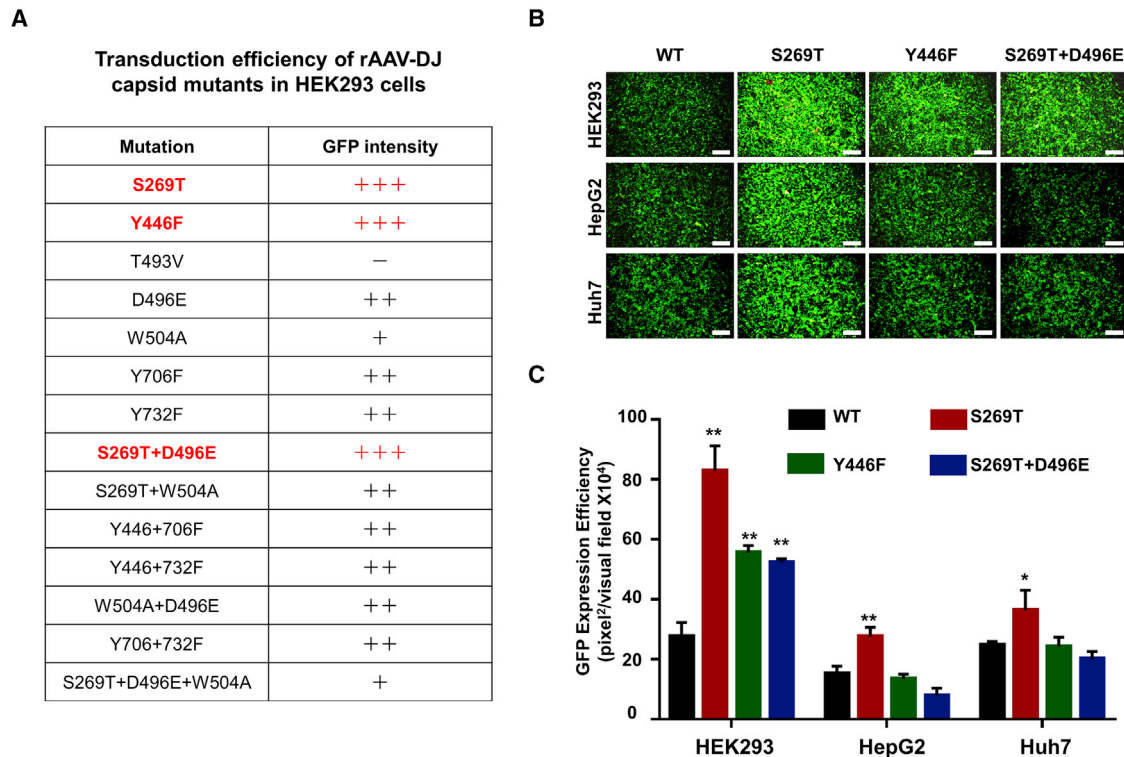 A
Transduction efficiency of rAAV-DJ
capsid mutants in HEK293 cells
Mutation GFP intensity
S269T +++
Y446F +++
T493V −
D496E ++
W504A +
Y706F ++
Y732F ++
S269T+D496E +++
S269T+W504A ++
Y446+706F ++
Y446+732F ++
W504A+D496E ++
Y706+732F ++
S269T+D496E+W504A +
B
WT S269T Y446F S269T+D496E
HEK293
HepG2
Huh7
C
GFP Expression Efficiency
(pixel²/visual field X10⁴)
100
80
60
40
20
0
WT S269T
Y446F S269T+D496E
** ** **
**
*
HEK293 HepG2 Huh7